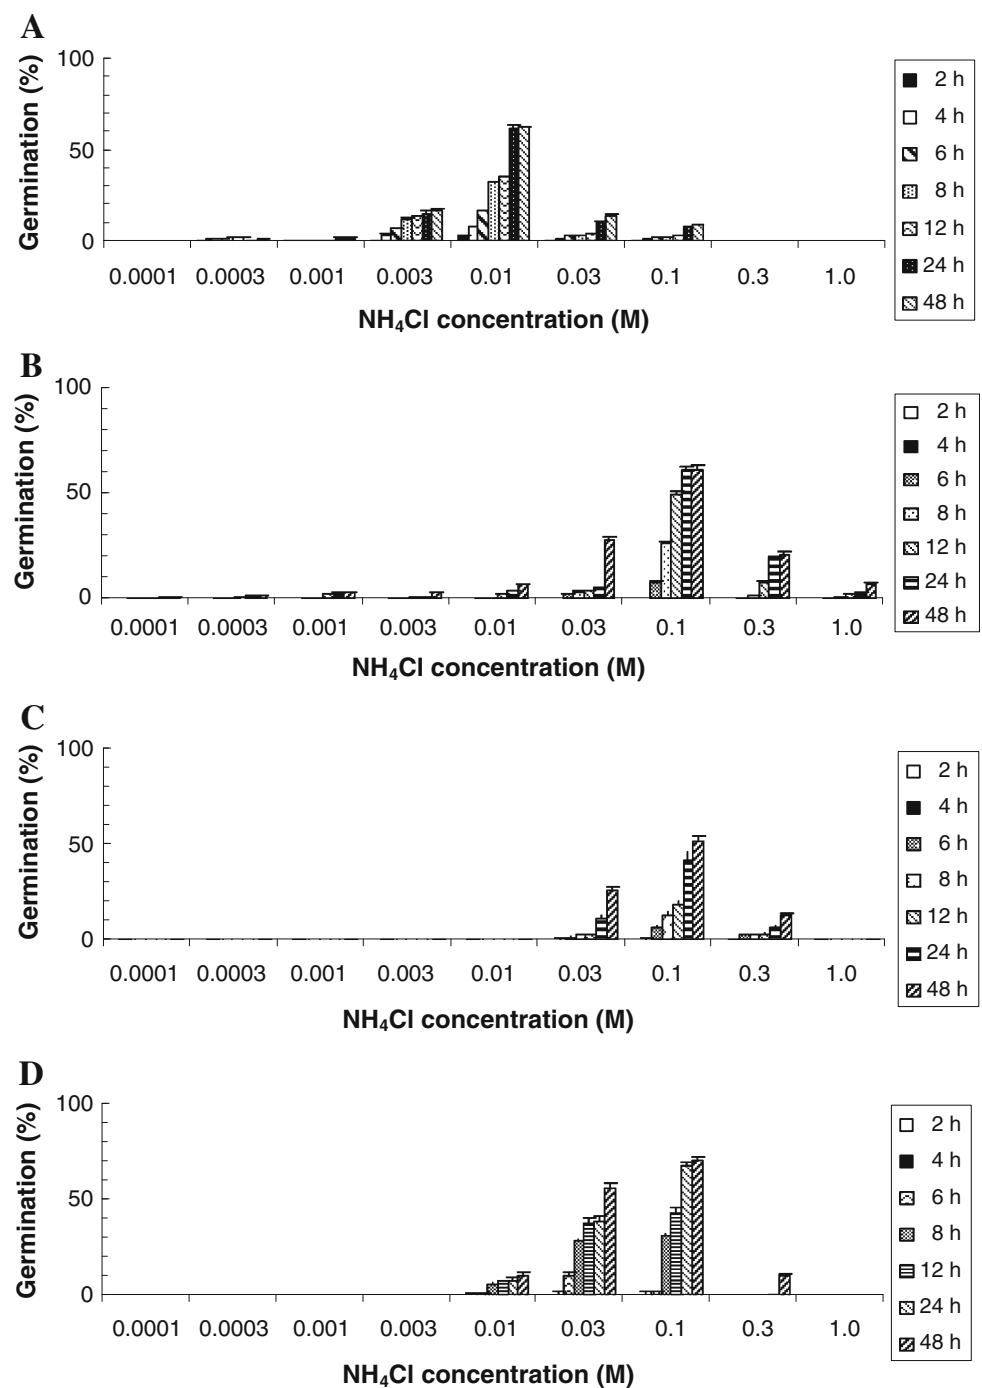 A
Germination (%)
100
50
0
0.0001 0.0003 0.001 0.003 0.01 0.03 0.1 0.3 1.0
NH₄Cl concentration (M)
2 h
4 h
6 h
8 h
12 h
24 h
48 h
B
Germination (%)
100
50
0
0.0001 0.0003 0.001 0.003 0.01 0.03 0.1 0.3 1.0
NH₄Cl concentration (M)
2 h
4 h
6 h
8 h
12 h
24 h
48 h
C
Germination (%)
100
50
0
0.0001 0.0003 0.001 0.003 0.01 0.03 0.1 0.3 1.0
NH₄Cl concentration (M)
2 h
4 h
6 h
8 h
12 h
24 h
48 h
D
Germination (%)
100
50
0
0.0001 0.0003 0.001 0.003 0.01 0.03 0.1 0.3 1.0
NH₄Cl concentration (M)
2 h
4 h
6 h
8 h
12 h
24 h
48 h